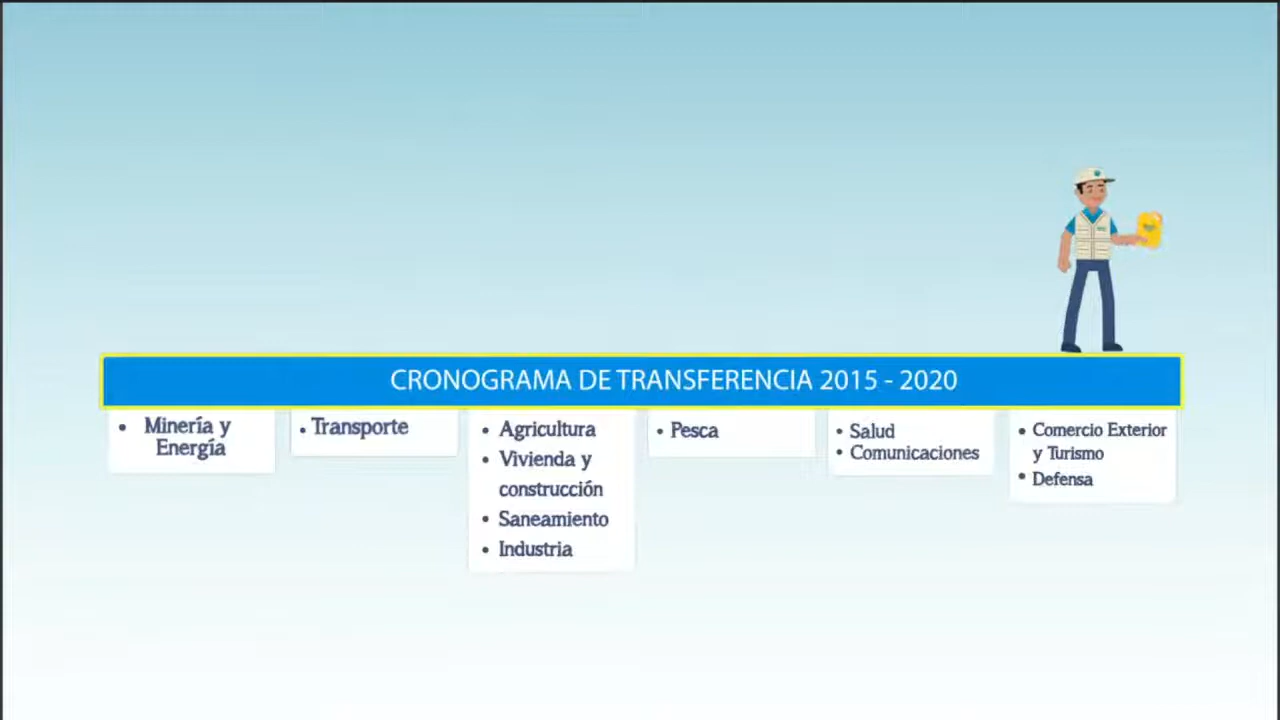 CRONOGRAMA DE TRANSFERENCIA 2015 - 2020
• Minería y
Energía
• Transporte
• Agricultura
• Vivienda y
construcción
• Saneamiento
• Industria
• Pesca
• Salud
• Comunicaciones
• Comercio Exterior
y Turismo
• Defensa